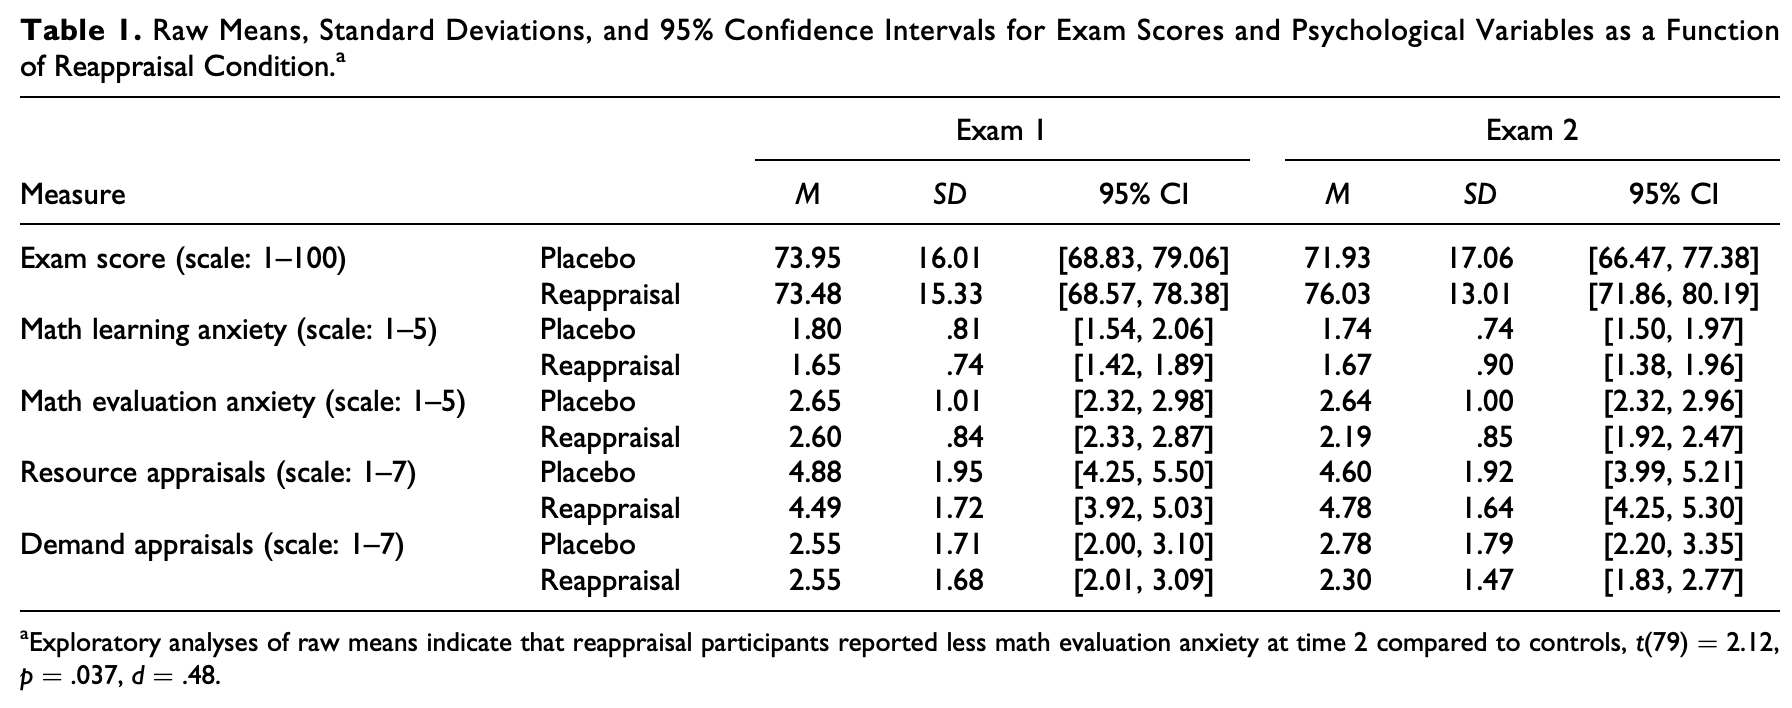 Table 1. Raw Means, Standard Deviations, and 95% Confidence Intervals for Exam Scores and Psychological Variables as a Function
of Reappraisal Condition.a
Exam 1 Exam 2
Measure M SD 95% CI M SD 95% CI
Exam score (scale: 1–100) Placebo 73.95 16.01 [68.83, 79.06] 71.93 17.06 [66.47, 77.38]
Reappraisal 73.48 15.33 [68.57, 78.38] 76.03 13.01 [71.86, 80.19]
Math learning anxiety (scale: 1–5) Placebo 1.80 .81 [1.54, 2.06] 1.74 .74 [1.50, 1.97]
Reappraisal 1.65 .74 [1.42, 1.89] 1.67 .90 [1.38, 1.96]
Math evaluation anxiety (scale: 1–5) Placebo 2.65 1.01 [2.32, 2.98] 2.64 1.00 [2.32, 2.96]
Reappraisal 2.60 .84 [2.33, 2.87] 2.19 .85 [1.92, 2.47]
Resource appraisals (scale: 1–7) Placebo 4.88 1.95 [4.25, 5.50] 4.60 1.92 [3.99, 5.21]
Reappraisal 4.49 1.72 [3.92, 5.03] 4.78 1.64 [4.25, 5.30]
Demand appraisals (scale: 1–7) Placebo 2.55 1.71 [2.00, 3.10] 2.78 1.79 [2.20, 3.35]
Reappraisal 2.55 1.68 [2.01, 3.09] 2.30 1.47 [1.83, 2.77]
aExploratory analyses of raw means indicate that reappraisal participants reported less math evaluation anxiety at time 2 compared to controls, t(79) = 2.12,
p = .037, d = .48.